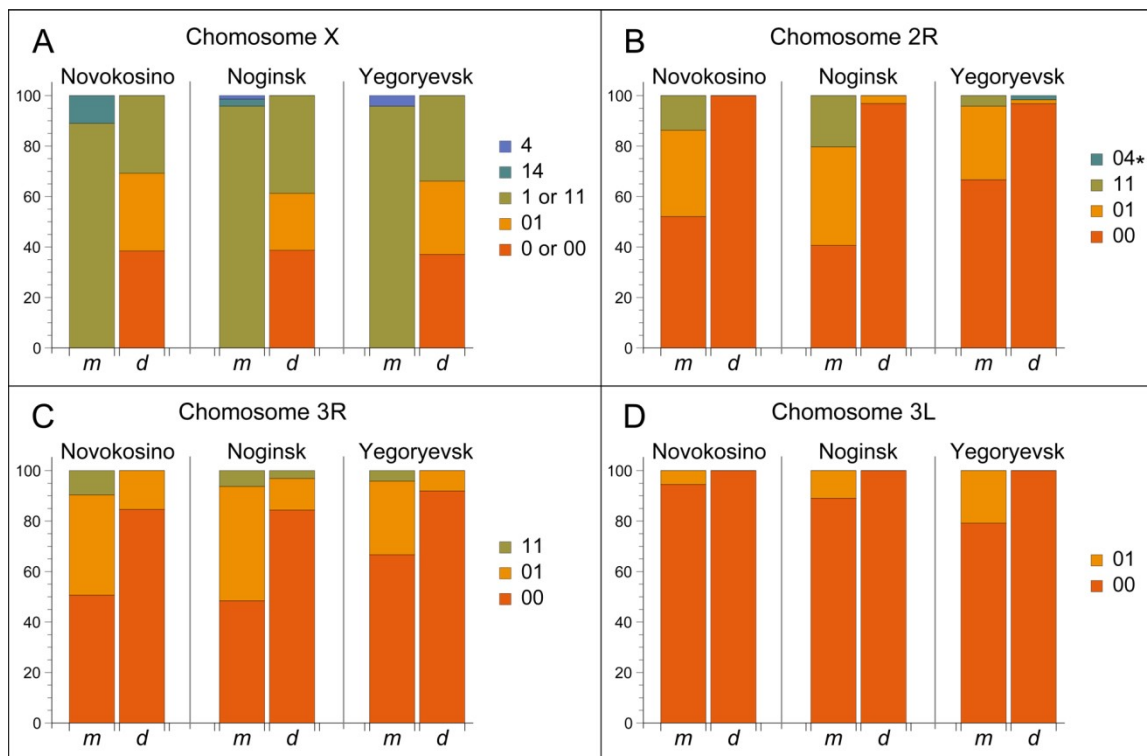 A
Chomosome X
Novokosino Noginsk Yegoryevsk
100
80
60
40
20
0
m d m d m d
4
14
1 or 11
01
0 or 00
B
Chomosome 2R
Novokosino Noginsk Yegoryevsk
100
80
60
40
20
0
m d m d m d
04*
11
01
00
C
Chomosome 3R
Novokosino Noginsk Yegoryevsk
100
80
60
40
20
0
m d m d m d
11
01
00
D
Chomosome 3L
Novokosino Noginsk Yegoryevsk
100
80
60
40
20
0
m d m d m d
01
00